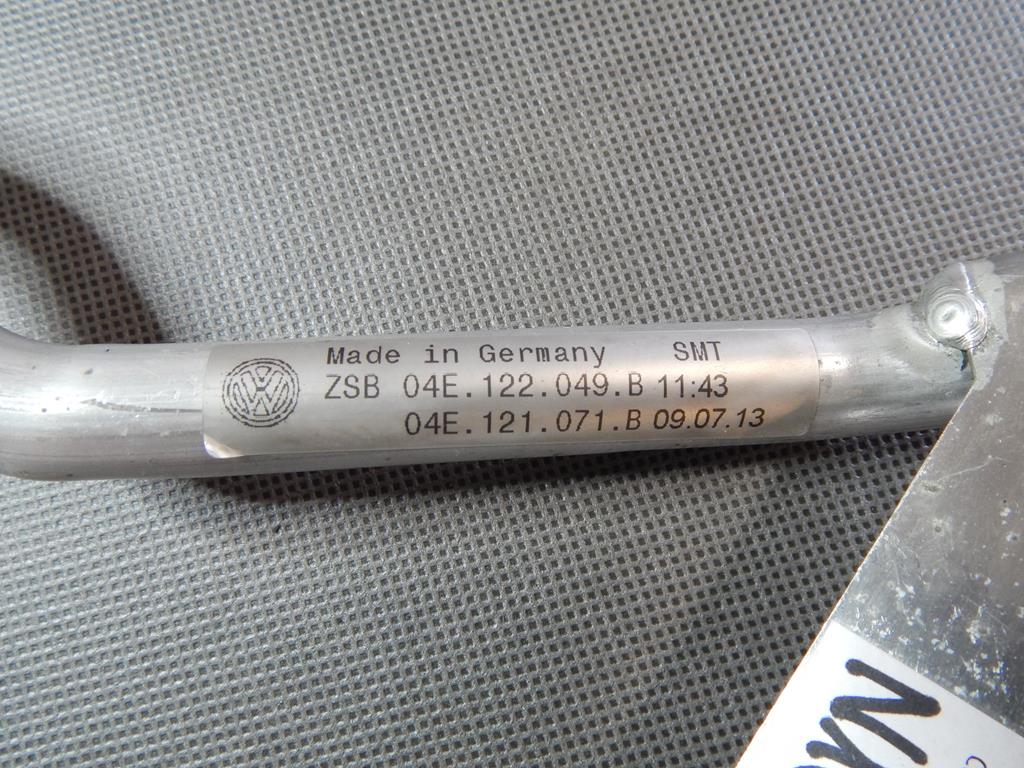 Made in Germany SMT
ZSB 04E.122.049.B 11:43
04E.121.071.B 09.07.13